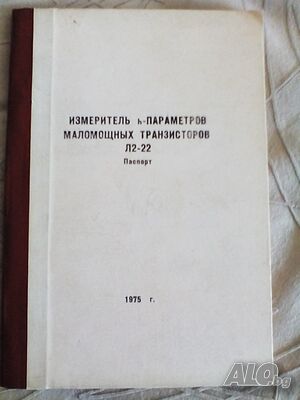 ИЗМЕРИТЕЛЬ h-ПАРАМЕТРОВ
МАЛОМОЩНЫХ ТРАНЗИСТОРОВ
Л2-22
Паспорт
1975 г.
ALO.bg